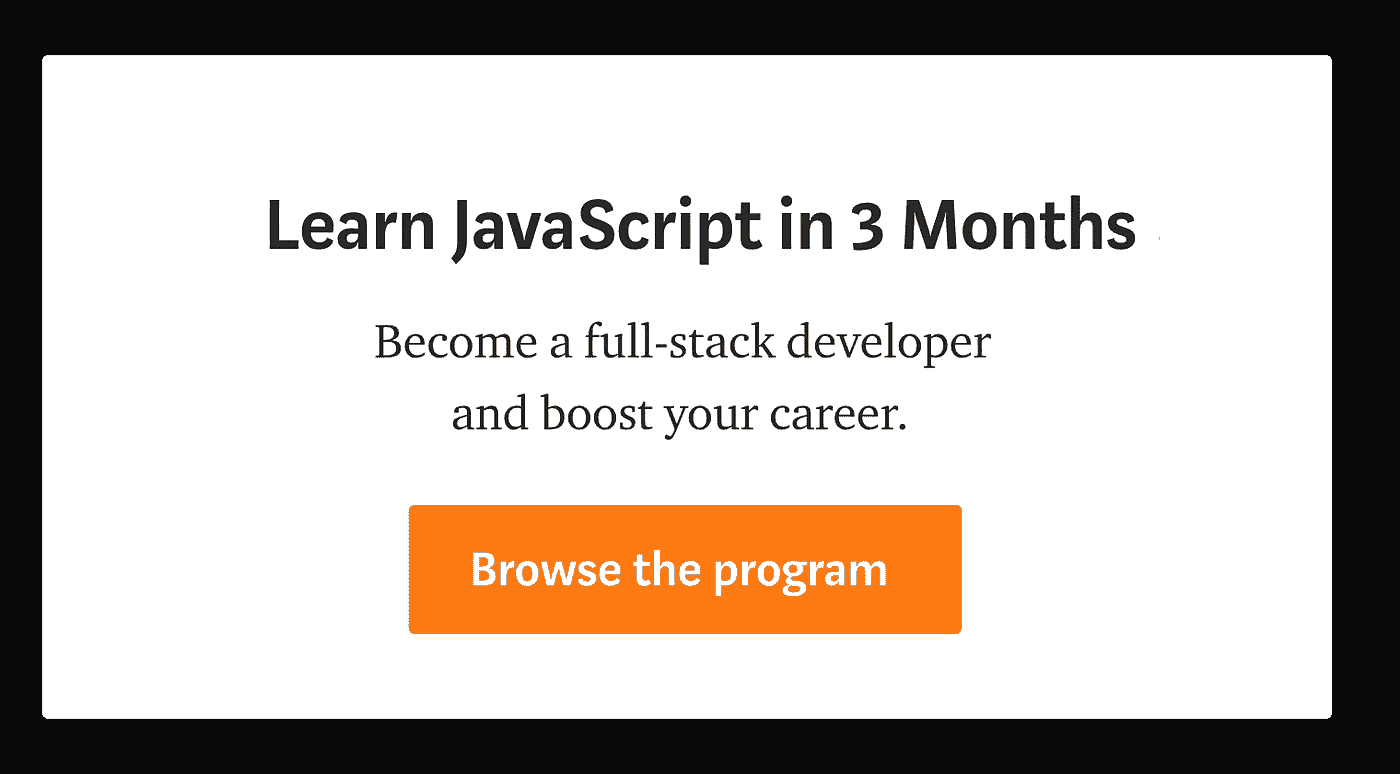 Learn JavaScript in 3 Months
Become a full-stack developer
and boost your career.
Browse the program